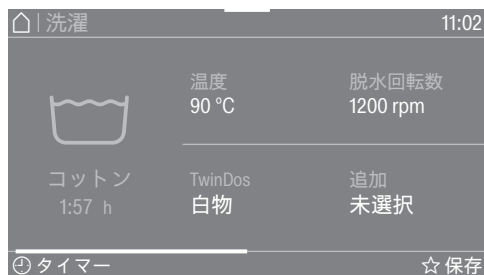 洗濯 11:02
温度 脱水回転数
90 °C 1200 rpm
コットン TwinDos 追加
1:57 h 白物 未選択
タイマー 保存